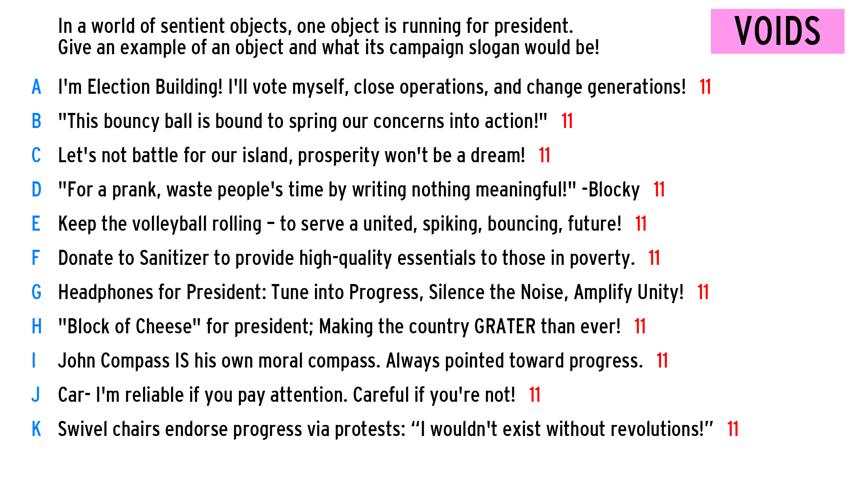 In a world of sentient objects, one object is running for president.
Give an example of an object and what its campaign slogan would be!
VOIDS
A I'm Election Building! I'll vote myself, close operations, and change generations! 11
B "This bouncy ball is bound to spring our concerns into action!" 11
C Let's not battle for our island, prosperity won't be a dream! 11
D "For a prank, waste people's time by writing nothing meaningful!" -Blocky 11
E Keep the volleyball rolling – to serve a united, spiking, bouncing, future! 11
F Donate to Sanitizer to provide high-quality essentials to those in poverty. 11
G Headphones for President: Tune into Progress, Silence the Noise, Amplify Unity! 11
H "Block of Cheese" for president; Making the country GRATER than ever! 11
I John Compass IS his own moral compass. Always pointed toward progress. 11
J Car- I'm reliable if you pay attention. Careful if you're not! 11
K Swivel chairs endorse progress via protests: “I wouldn't exist without revolutions!” 11